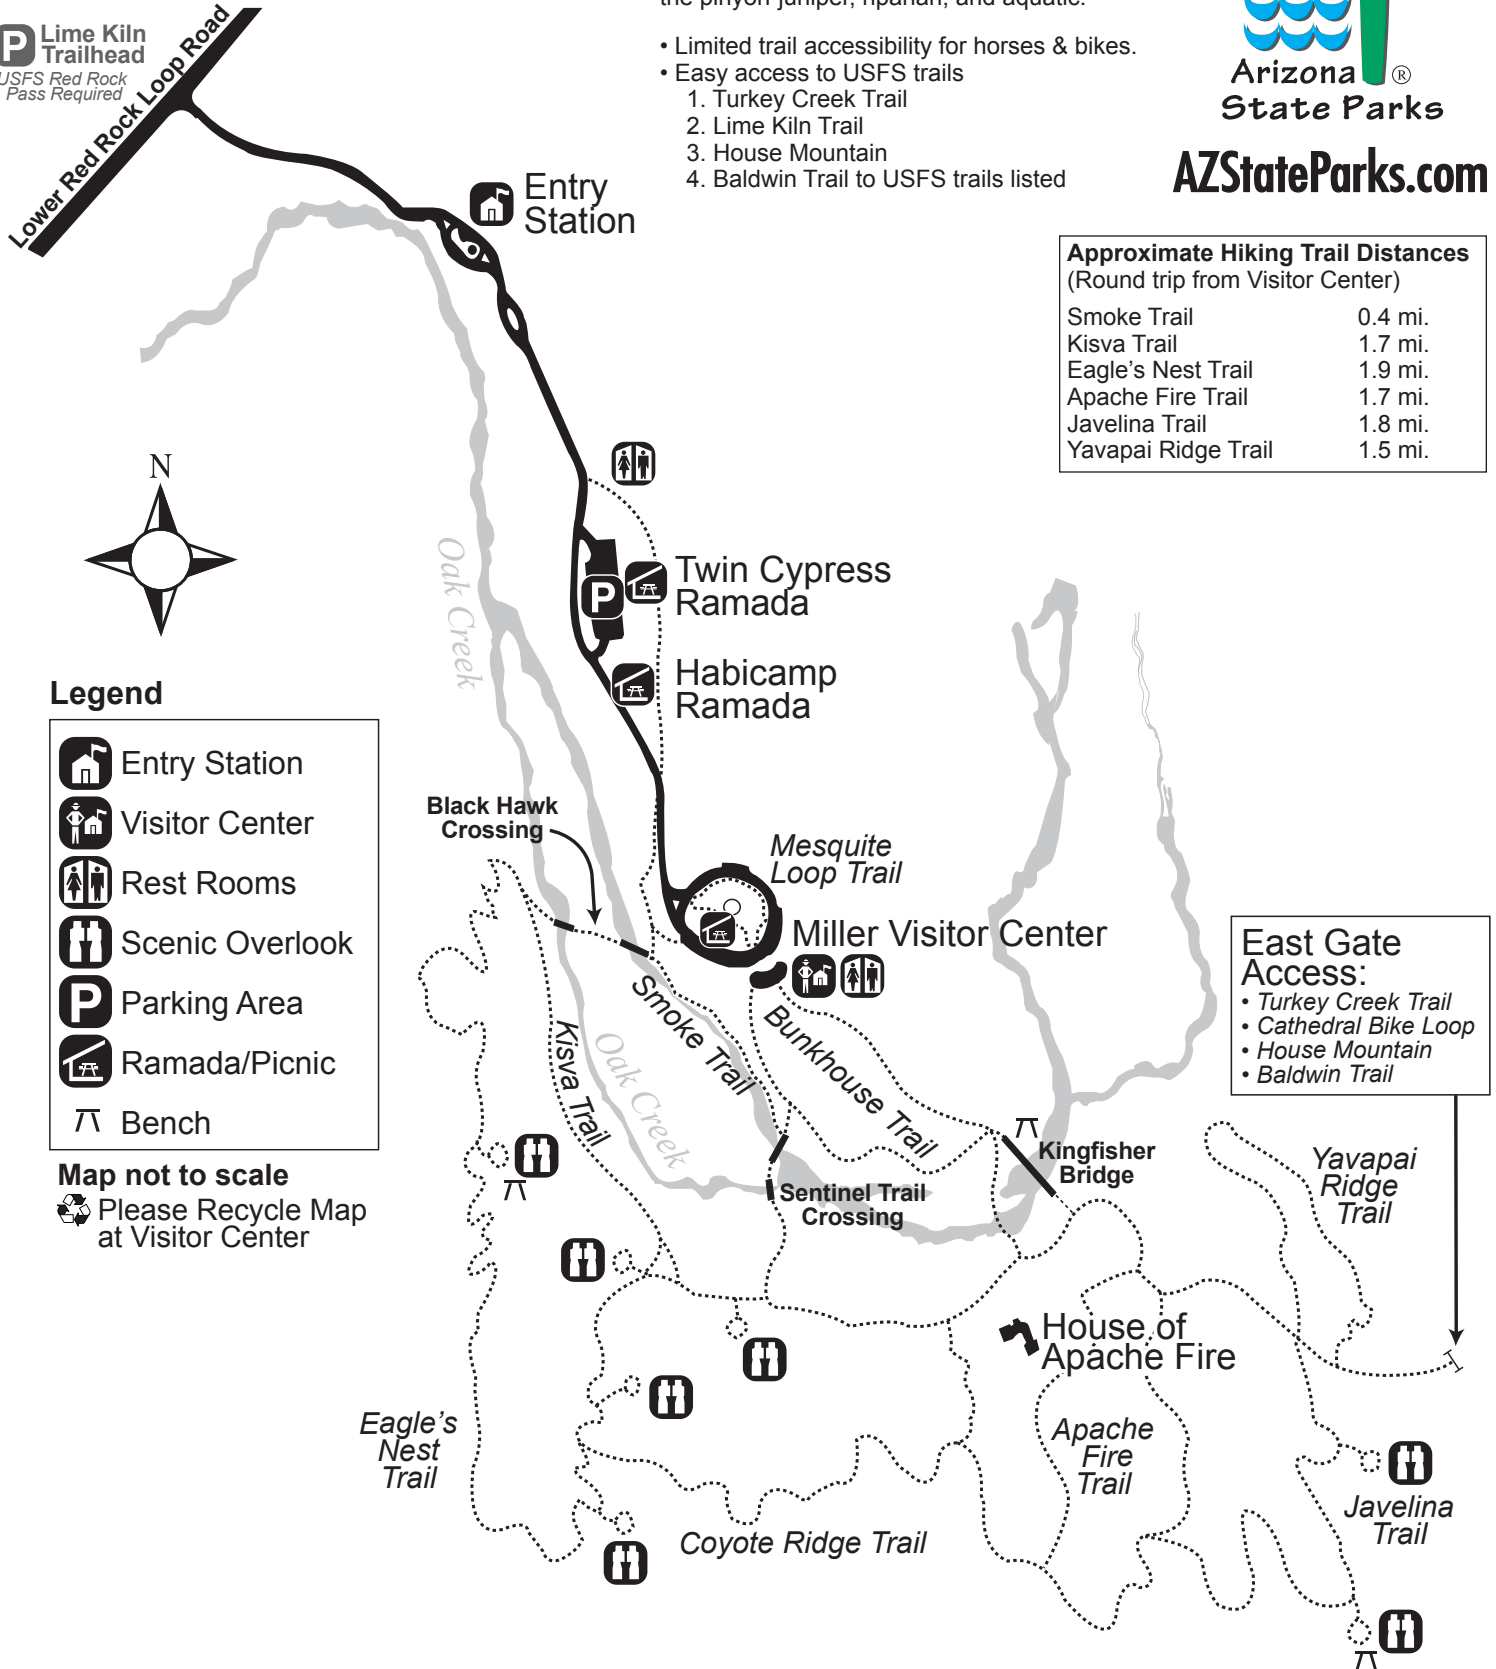 the pinyon-juniper, riparian, and aquatic.
• Limited trail accessibility for horses & bikes.
• Easy access to USFS trails
1. Turkey Creek Trail
2. Lime Kiln Trail
3. House Mountain
4. Baldwin Trail to USFS trails listed
Arizona ®
State Parks
AZStateParks.com
P
Lime Kiln
Trailhead
USFS Red Rock
Pass Required
Lower Red Rock Loop Road
Entry
Station
Approximate Hiking Trail Distances
(Round trip from Visitor Center)
Smoke Trail 0.4 mi.
Kisva Trail 1.7 mi.
Eagle's Nest Trail 1.9 mi.
Apache Fire Trail 1.7 mi.
Javelina Trail 1.8 mi.
Yavapai Ridge Trail 1.5 mi.
N
Oak Creek
P
Twin Cypress
Ramada
Habicamp
Ramada
Legend
Entry Station
Visitor Center
Rest Rooms
Scenic Overlook
P Parking Area
Ramada/Picnic
Bench
Map not to scale
Please Recycle Map
at Visitor Center
Black Hawk
Crossing
Mesquite
Loop Trail
Miller Visitor Center
East Gate
Access:
• Turkey Creek Trail
• Cathedral Bike Loop
• House Mountain
• Baldwin Trail
Smoke Trail
Bunkhouse Trail
Kisva Trail
Oak Creek
Kingfisher
Bridge
Sentinel Trail
Crossing
Yavapai
Ridge
Trail
House of
Apache Fire
Eagle's
Nest
Trail
Apache
Fire
Trail
Coyote Ridge Trail
Javelina
Trail